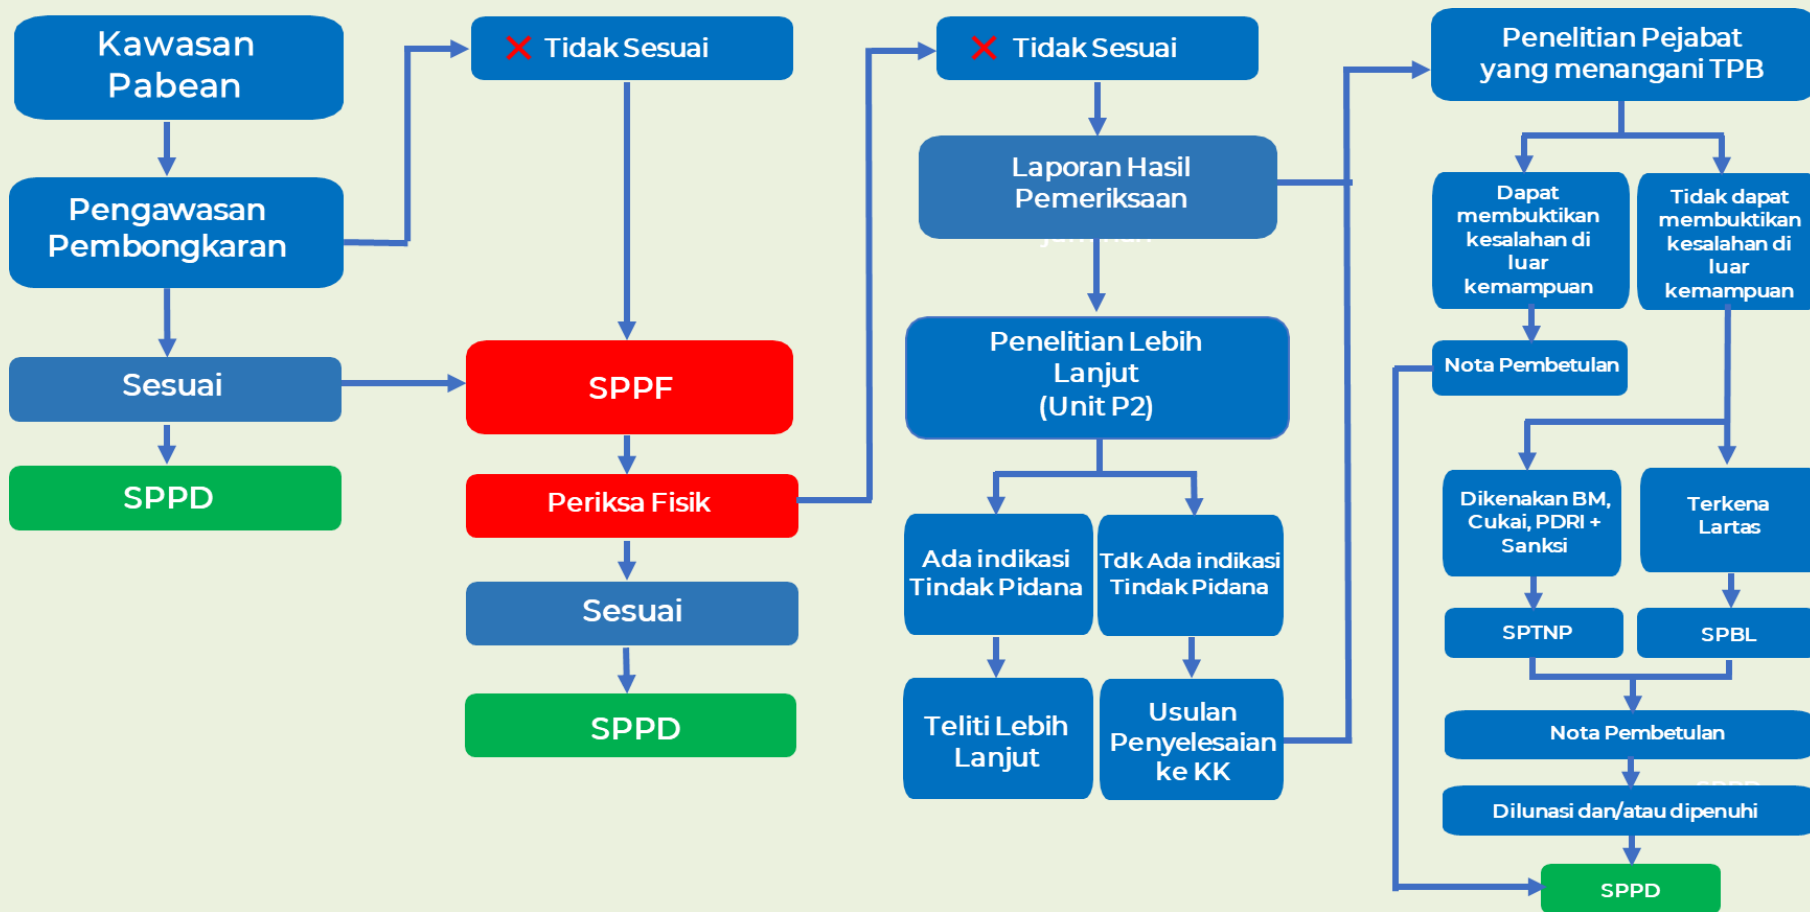 Kawasan
Pabean
Pengawasan
Pembongkaran
Sesuai
SPPD
Tidak Sesuai
SPPF
Periksa Fisik
Sesuai
SPPD
Tidak Sesuai
Laporan Hasil
Pemeriksaan
Penelitian Lebih
Lanjut
(Unit P2)
Ada indikasi
Tindak Pidana
Tdk Ada indikasi
Tindak Pidana
Teliti Lebih
Lanjut
Usulan
Penyelesaian
ke KK
Penelitian Pejabat
yang menangani TPB
Dapat
membuktikan
kesalahan di
luar
kemampuan
Tidak dapat
membuktikan
kesalahan di
luar
kemampuan
Nota Pembetulan
Dikenakan BM,
Cukai, PDRI +
Sanksi
Terkena
Lartas
SPTNP
SPBL
Nota Pembetulan
Dilunasi dan/atau dipenuhi
SPPD